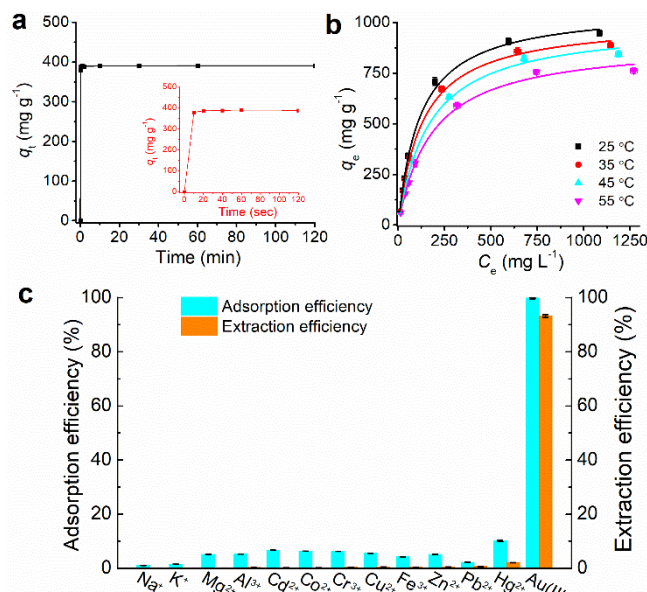 a
500
400
300
200
100
0
q_t (mg g⁻¹)
0 20 40 60 80 100 120
Time (min)
500
400
300
200
100
0
q_t (mg g⁻¹)
0 20 40 60 80 100 120
Time (sec)
b
1000
750
500
250
0
q_e (mg g⁻¹)
25 °C
35 °C
45 °C
55 °C
0 250 500 750 1000 1250
C_e (mg L⁻¹)
c
100
80
60
40
20
0
Adsorption efficiency (%)
Adsorption efficiency
Extraction efficiency
100
80
60
40
20
0
Extraction efficiency (%)
Na⁺ K⁺ Mg²⁺ Al³⁺ Cd²⁺ Co²⁺ Cr³⁺ Cu²⁺ Fe³⁺ Zn²⁺ Pb²⁺ Hg²⁺